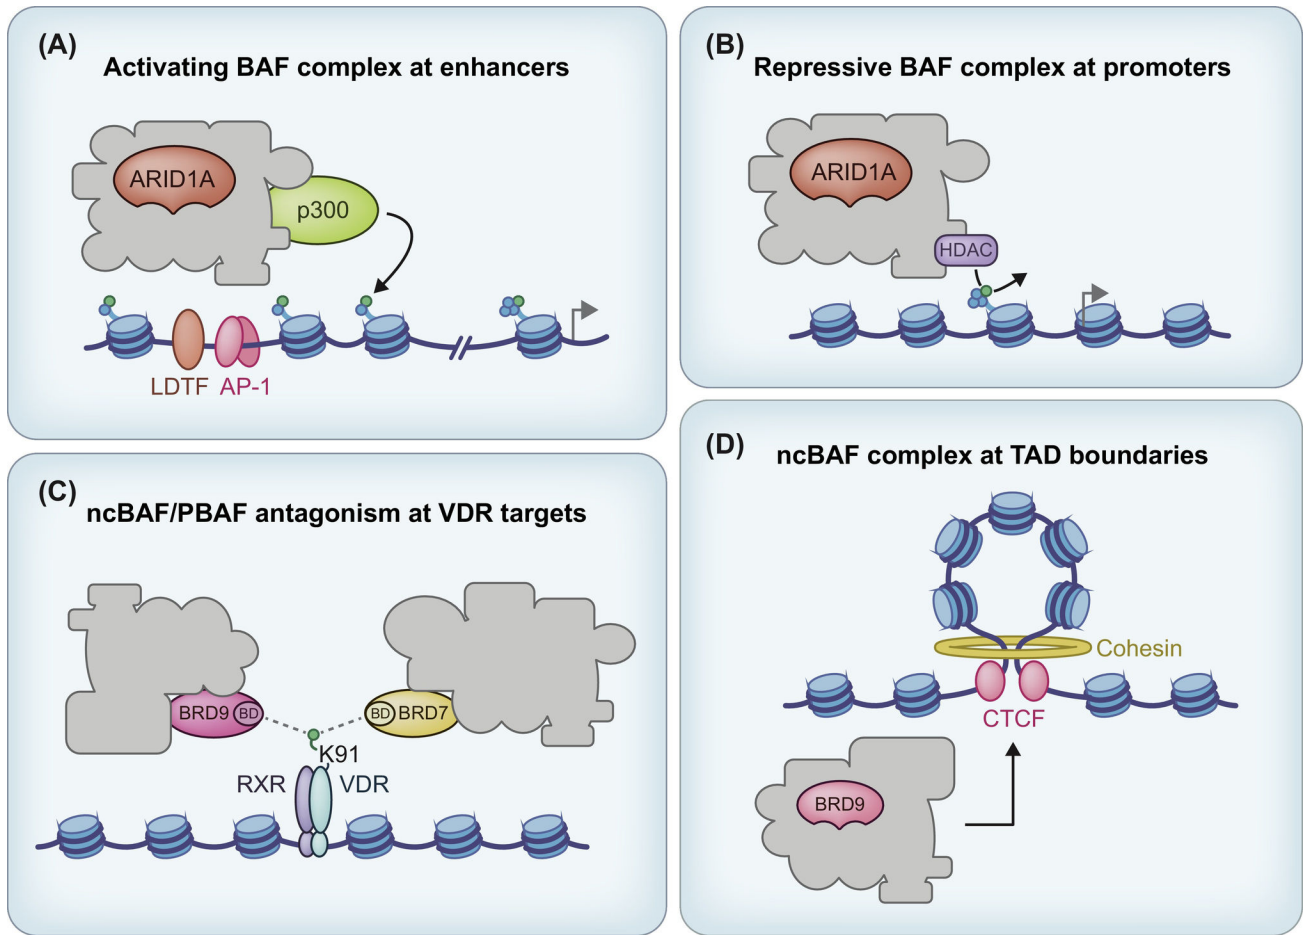 (A)
Activating BAF complex at enhancers
ARID1A
p300
LDTF AP-1
(B)
Repressive BAF complex at promoters
ARID1A
HDAC
(C)
ncBAF/PBAF antagonism at VDR targets
BRD9 BD
BD BRD7
K91
RXR VDR
(D)
ncBAF complex at TAD boundaries
Cohesin
CTCF
BRD9